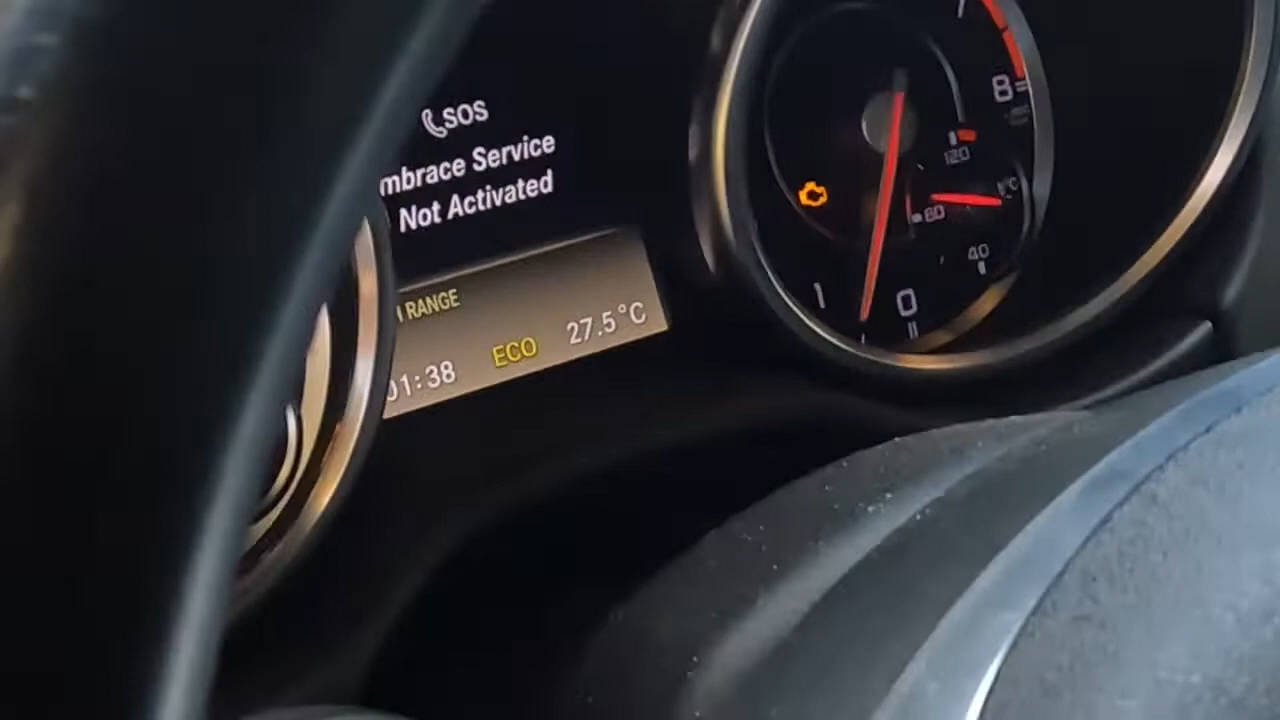 SOS
mbrace Service
Not Activated
RANGE
01:38
ECO
27.5°C
8
120
°C
80
40
1
0